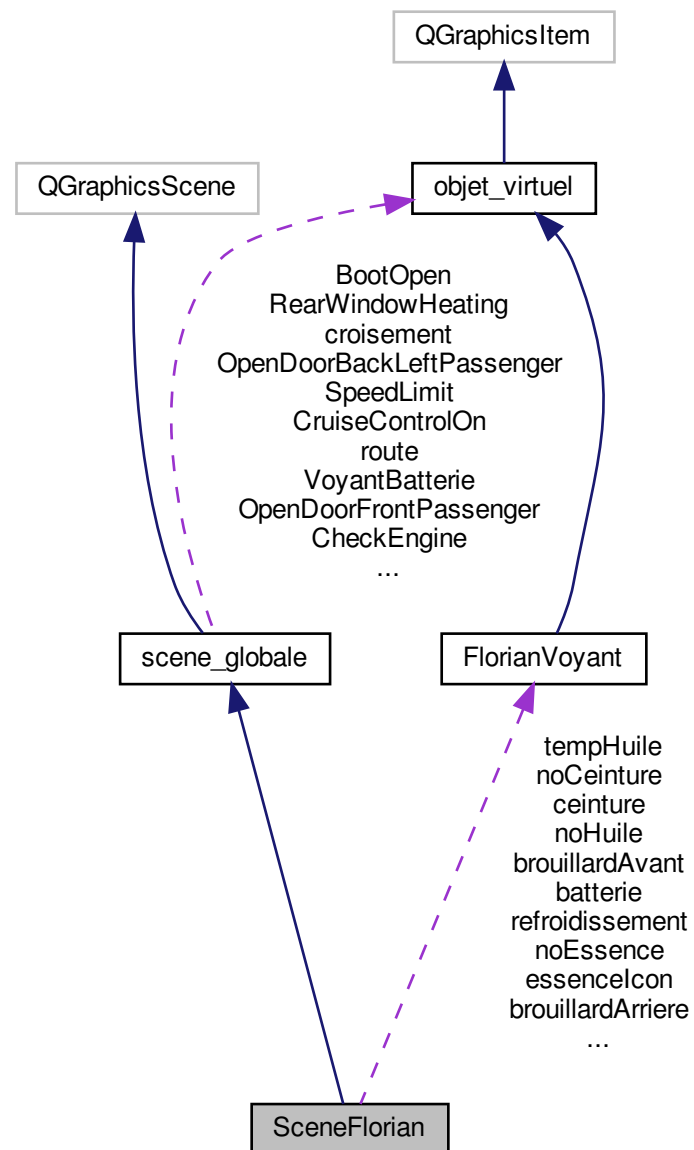 QGraphicsItem
QGraphicsScene
objet_virtuel
BootOpen
RearWindowHeating
croisement
OpenDoorBackLeftPassenger
SpeedLimit
CruiseControlOn
route
VoyantBatterie
OpenDoorFrontPassenger
CheckEngine
...
scene_globale
FlorianVoyant
tempHuile
noCeinture
ceinture
noHuile
brouillardAvant
batterie
refroidissement
noEssence
essenceIcon
brouillardArriere
...
SceneFlorian